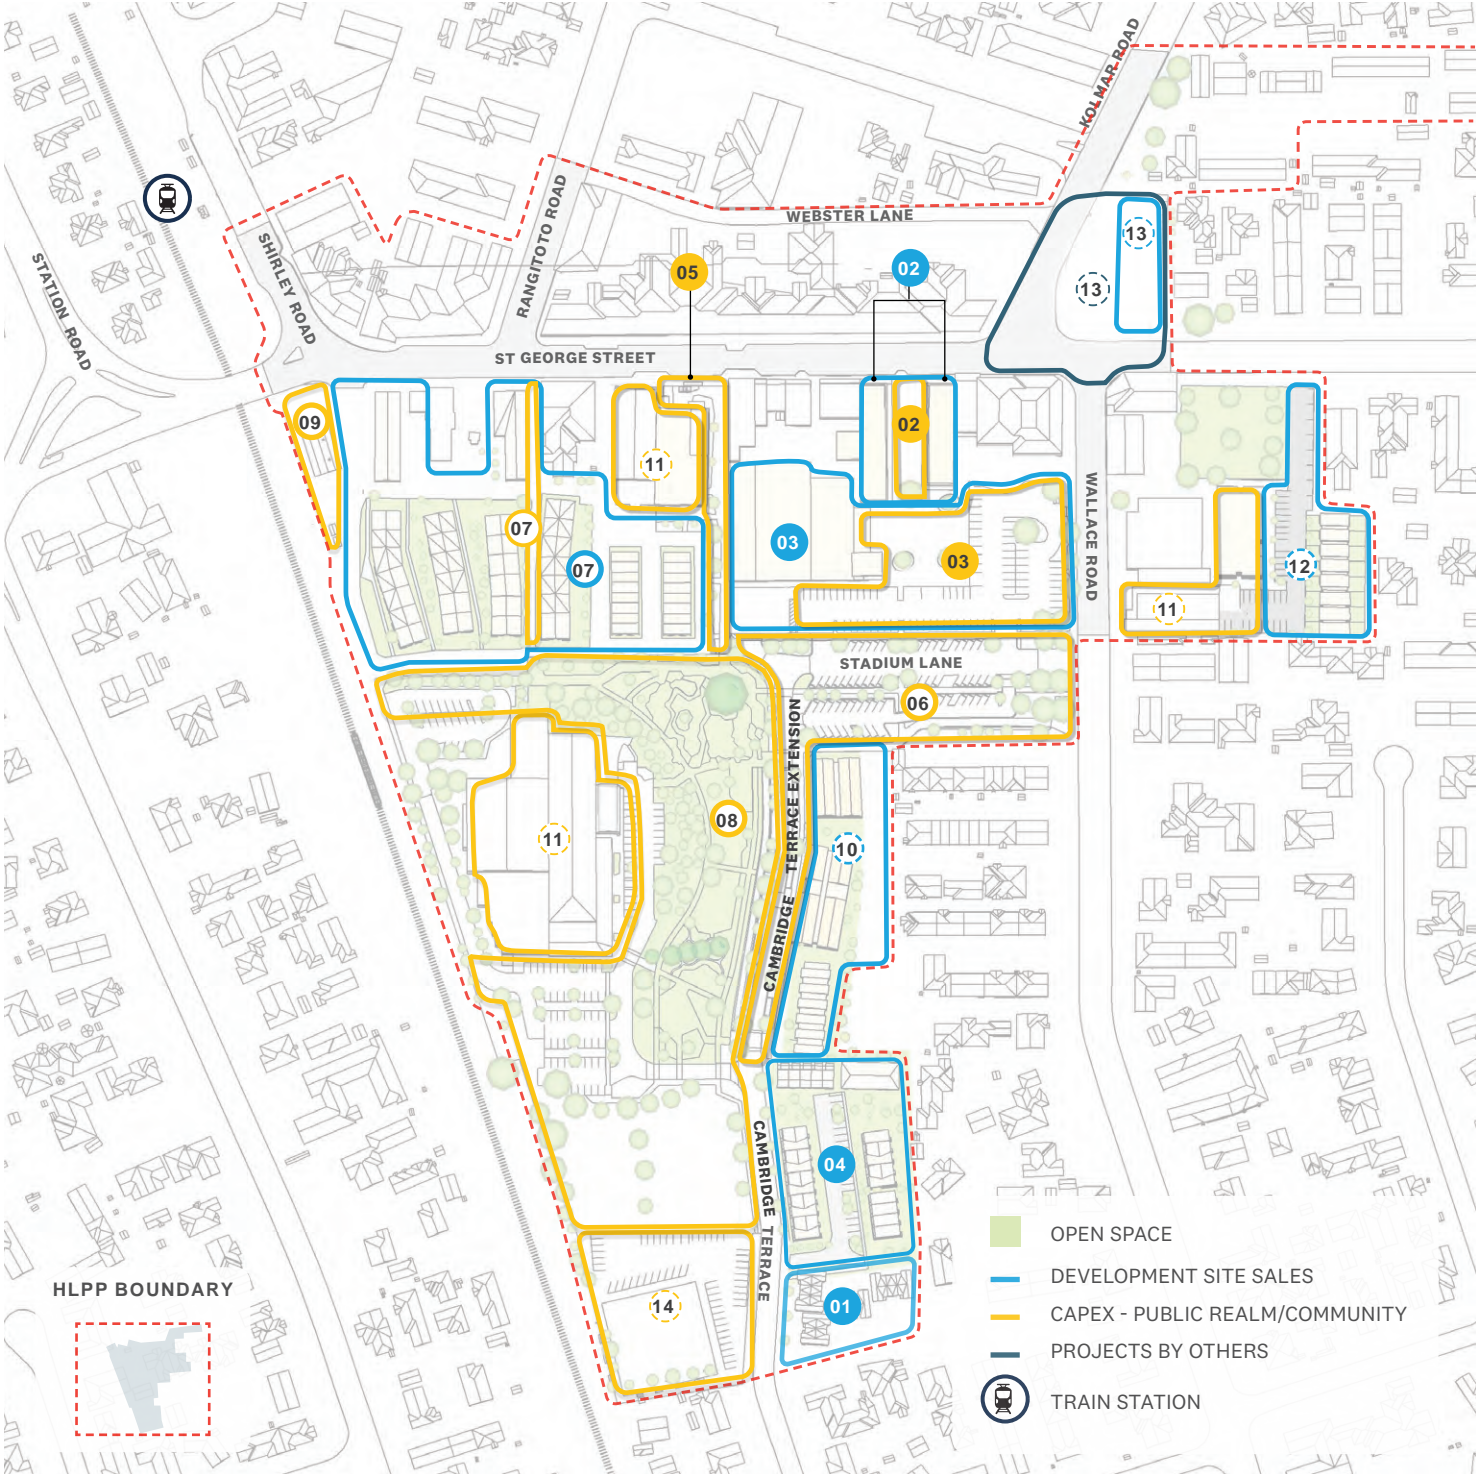 KOLMAR ROAD
WEBSTER LANE
STATION ROAD
SHIRLEY ROAD
RANGITOTO ROAD
13
13
05
02
ST GEORGE STREET
09
11
02
07
07
03
03
WALLACE ROAD
12
11
STADIUM LANE
06
CAMBRIDGE TERRACE EXTENSION
08
11
10
CAMBRIDGE TERRACE
04
01
14
HLPP BOUNDARY
OPEN SPACE
DEVELOPMENT SITE SALES
CAPEX - PUBLIC REALM/COMMUNITY
PROJECTS BY OTHERS
TRAIN STATION